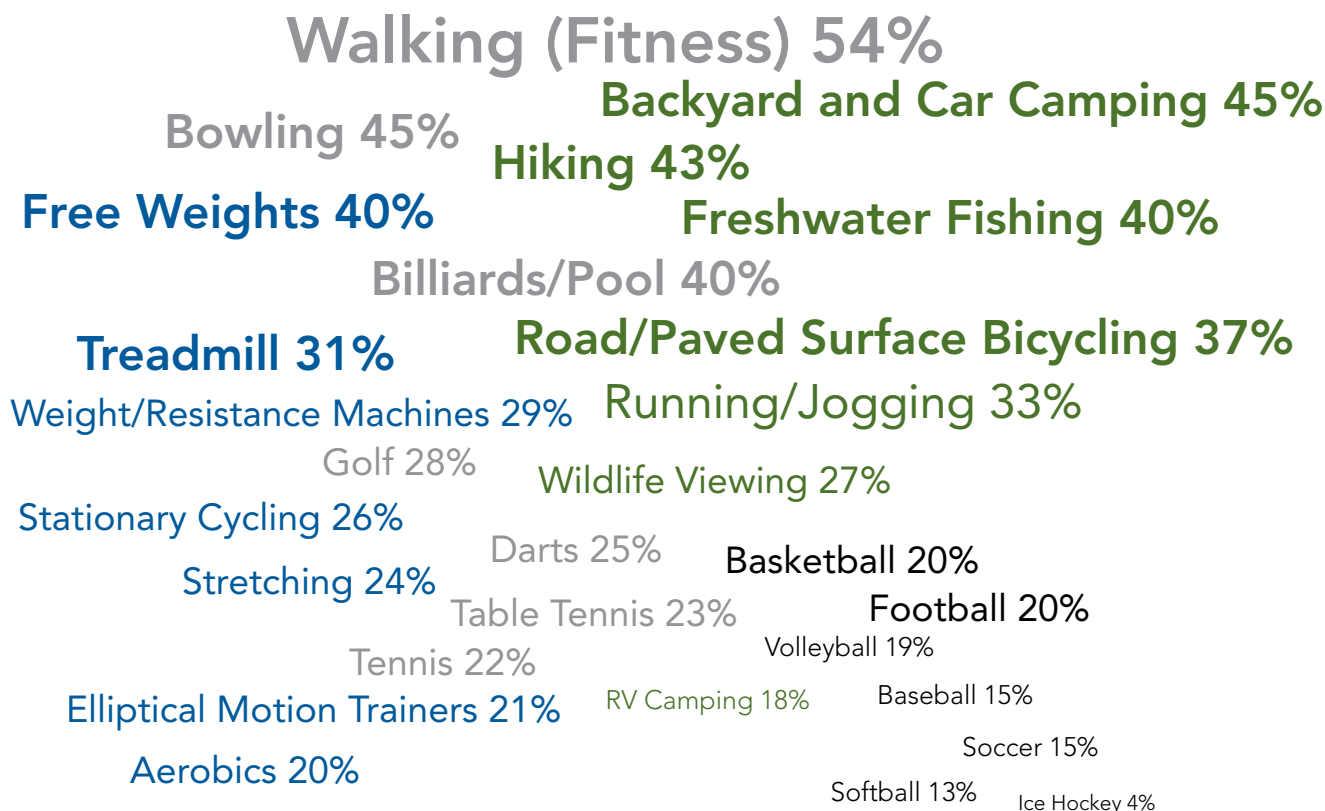 Walking (Fitness) 54%
Backyard and Car Camping 45%
Bowling 45%
Hiking 43%
Free Weights 40%
Freshwater Fishing 40%
Billiards/Pool 40%
Road/Paved Surface Bicycling 37%
Treadmill 31%
Running/Jogging 33%
Weight/Resistance Machines 29%
Golf 28%
Wildlife Viewing 27%
Stationary Cycling 26%
Darts 25%
Basketball 20%
Stretching 24%
Table Tennis 23%
Football 20%
Volleyball 19%
Tennis 22%
Elliptical Motion Trainers 21%
RV Camping 18%
Baseball 15%
Soccer 15%
Aerobics 20%
Softball 13%
Ice Hockey 4%